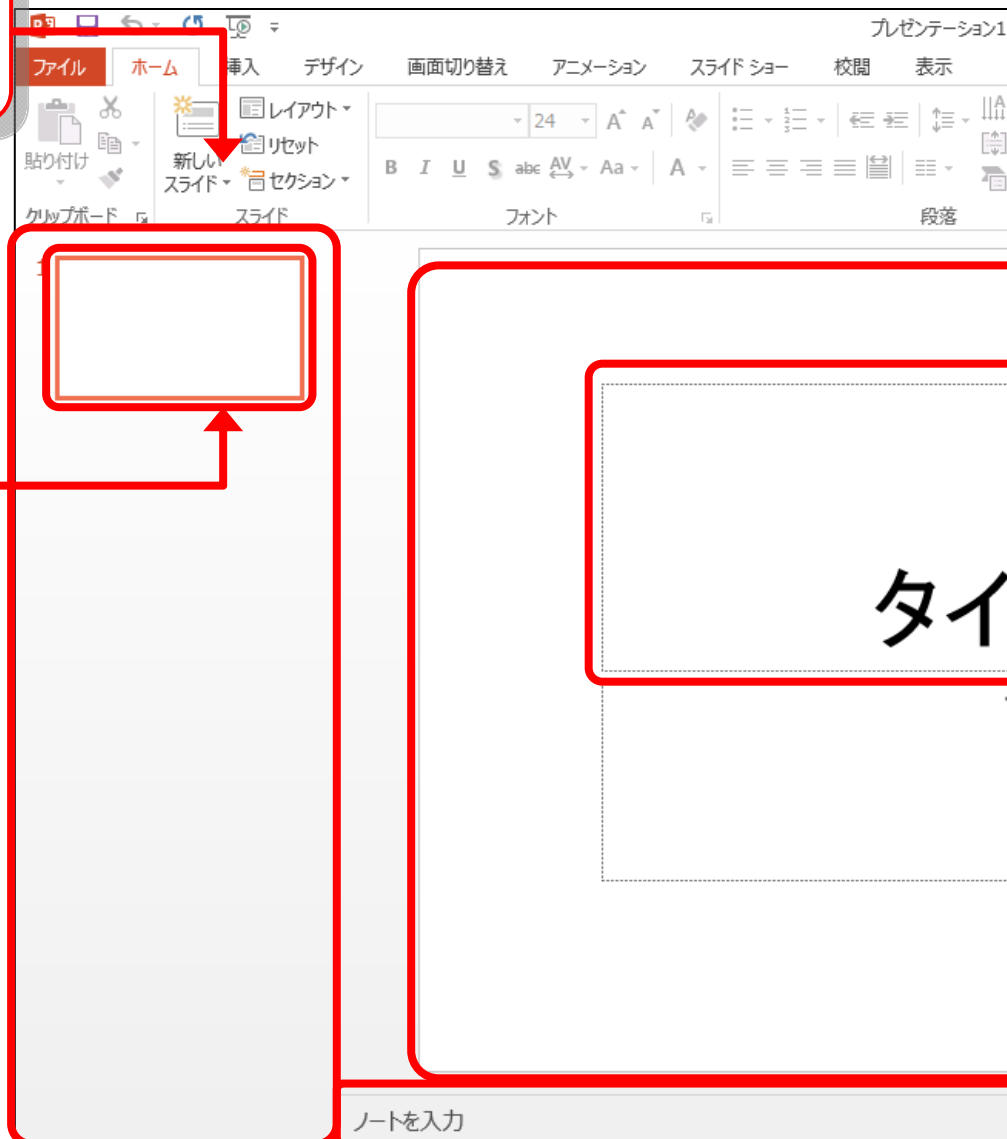 プレゼンテーション1
ファイル ホーム 挿入 デザイン 画面切り替え アニメーション スライド ショー 校閲 表示
貼り付け
新しい
スライド
レイアウト
リセット
セクション
24
B I U S abc AV Aa A
クリップボード スライド フォント 段落
1
タイ
ノートを入力